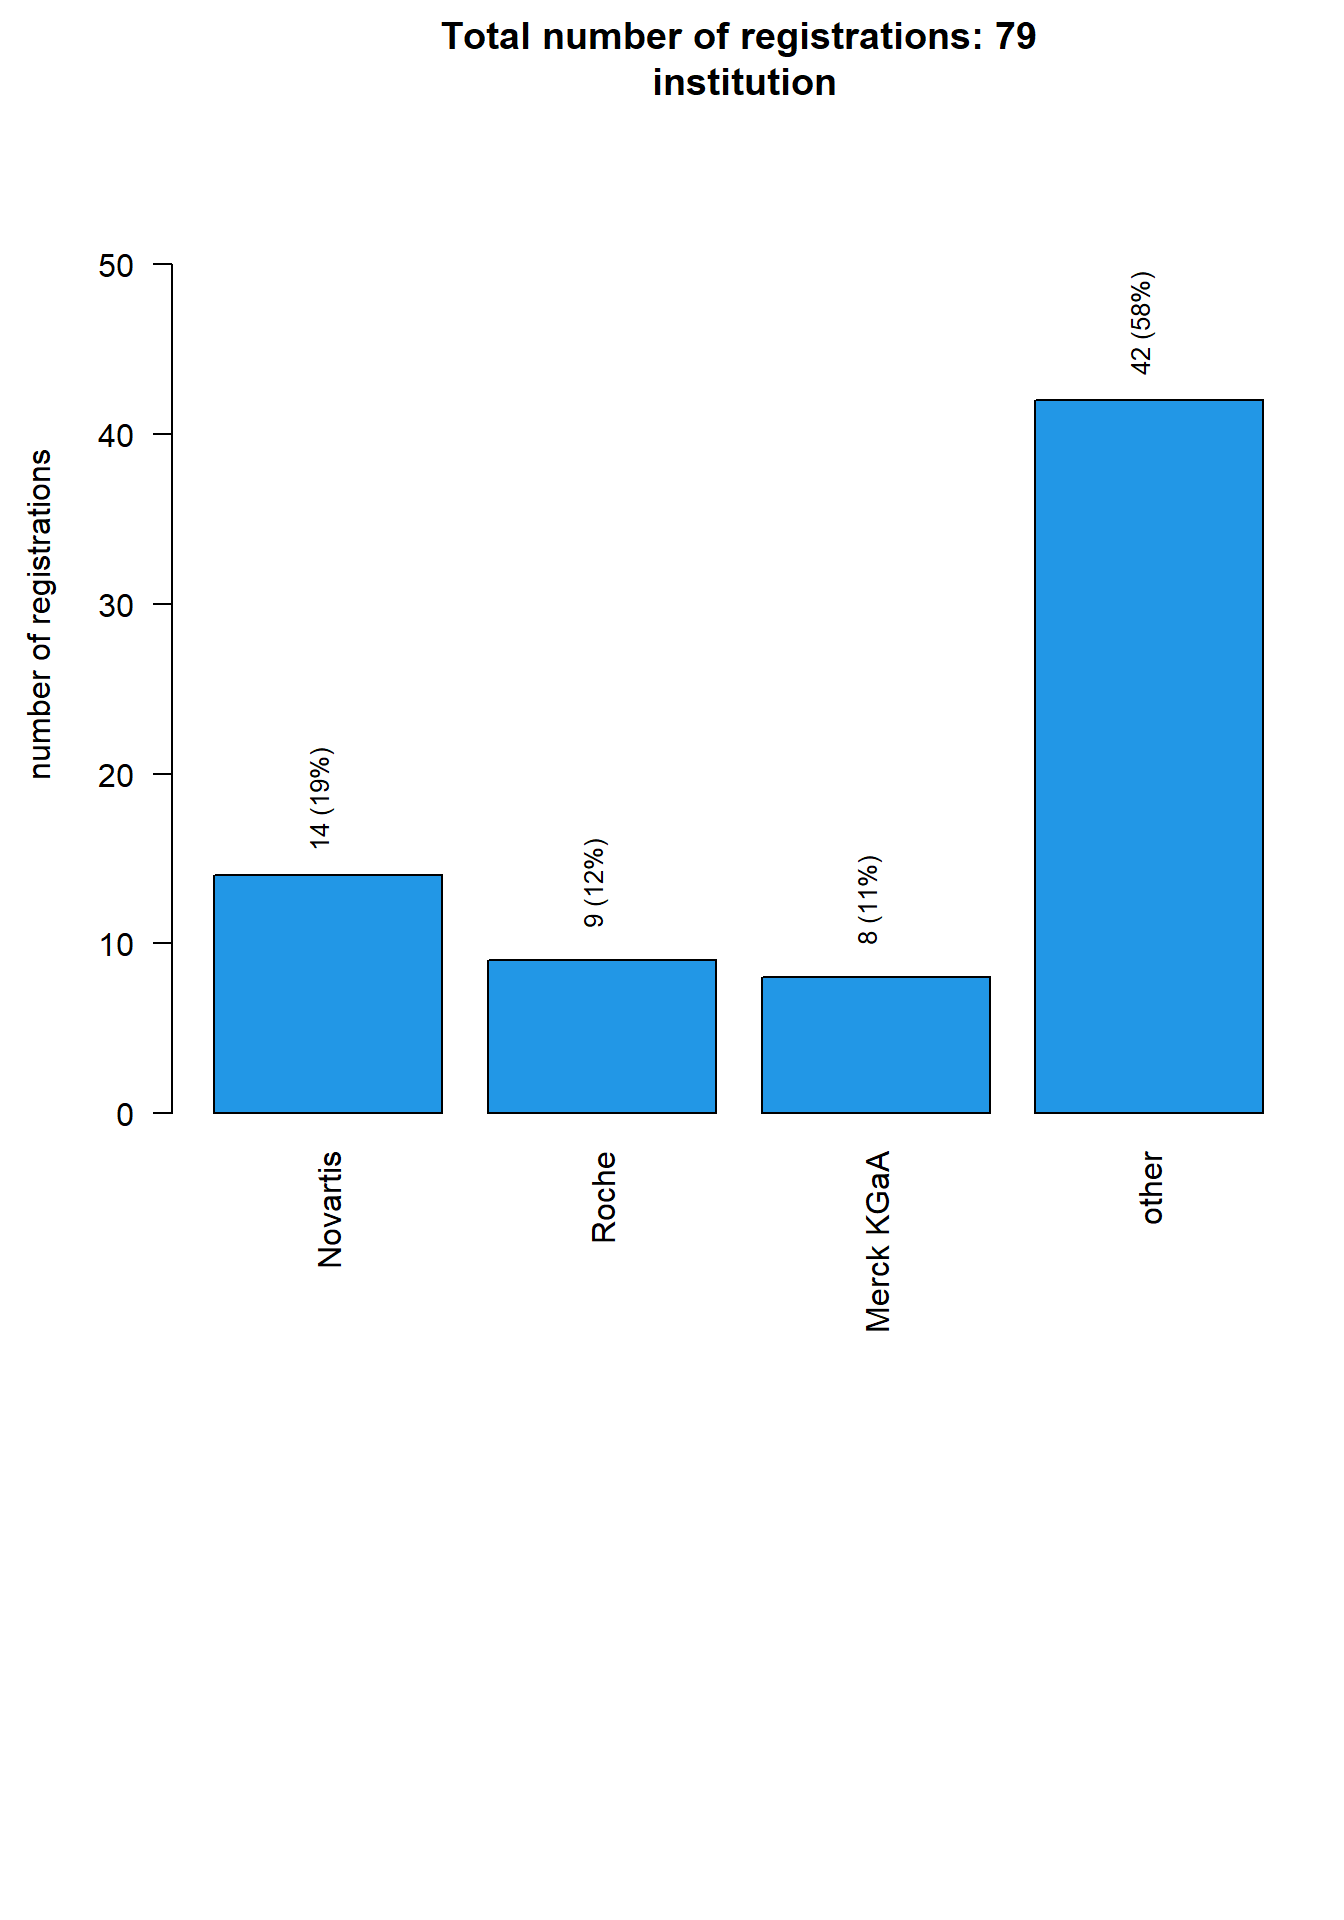 Total number of registrations: 79
institution
number of registrations
50
40
30
20
10
0
14 (19%)
9 (12%)
8 (11%)
42 (58%)
Novartis
Roche
Merck KGaA
other